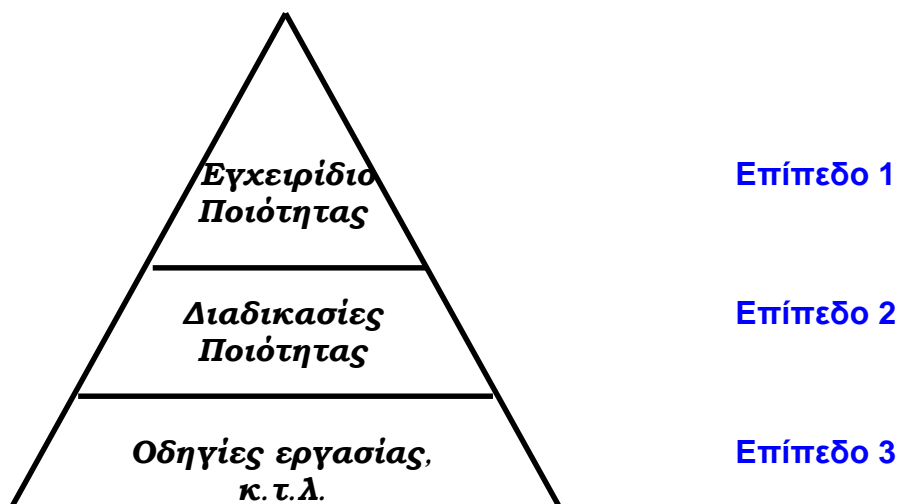 Εγχειρίδιο
Ποιότητας
Επίπεδο 1
Διαδικασίες
Ποιότητας
Επίπεδο 2
Οδηγίες εργασίας,
κ.τ.λ.
Επίπεδο 3